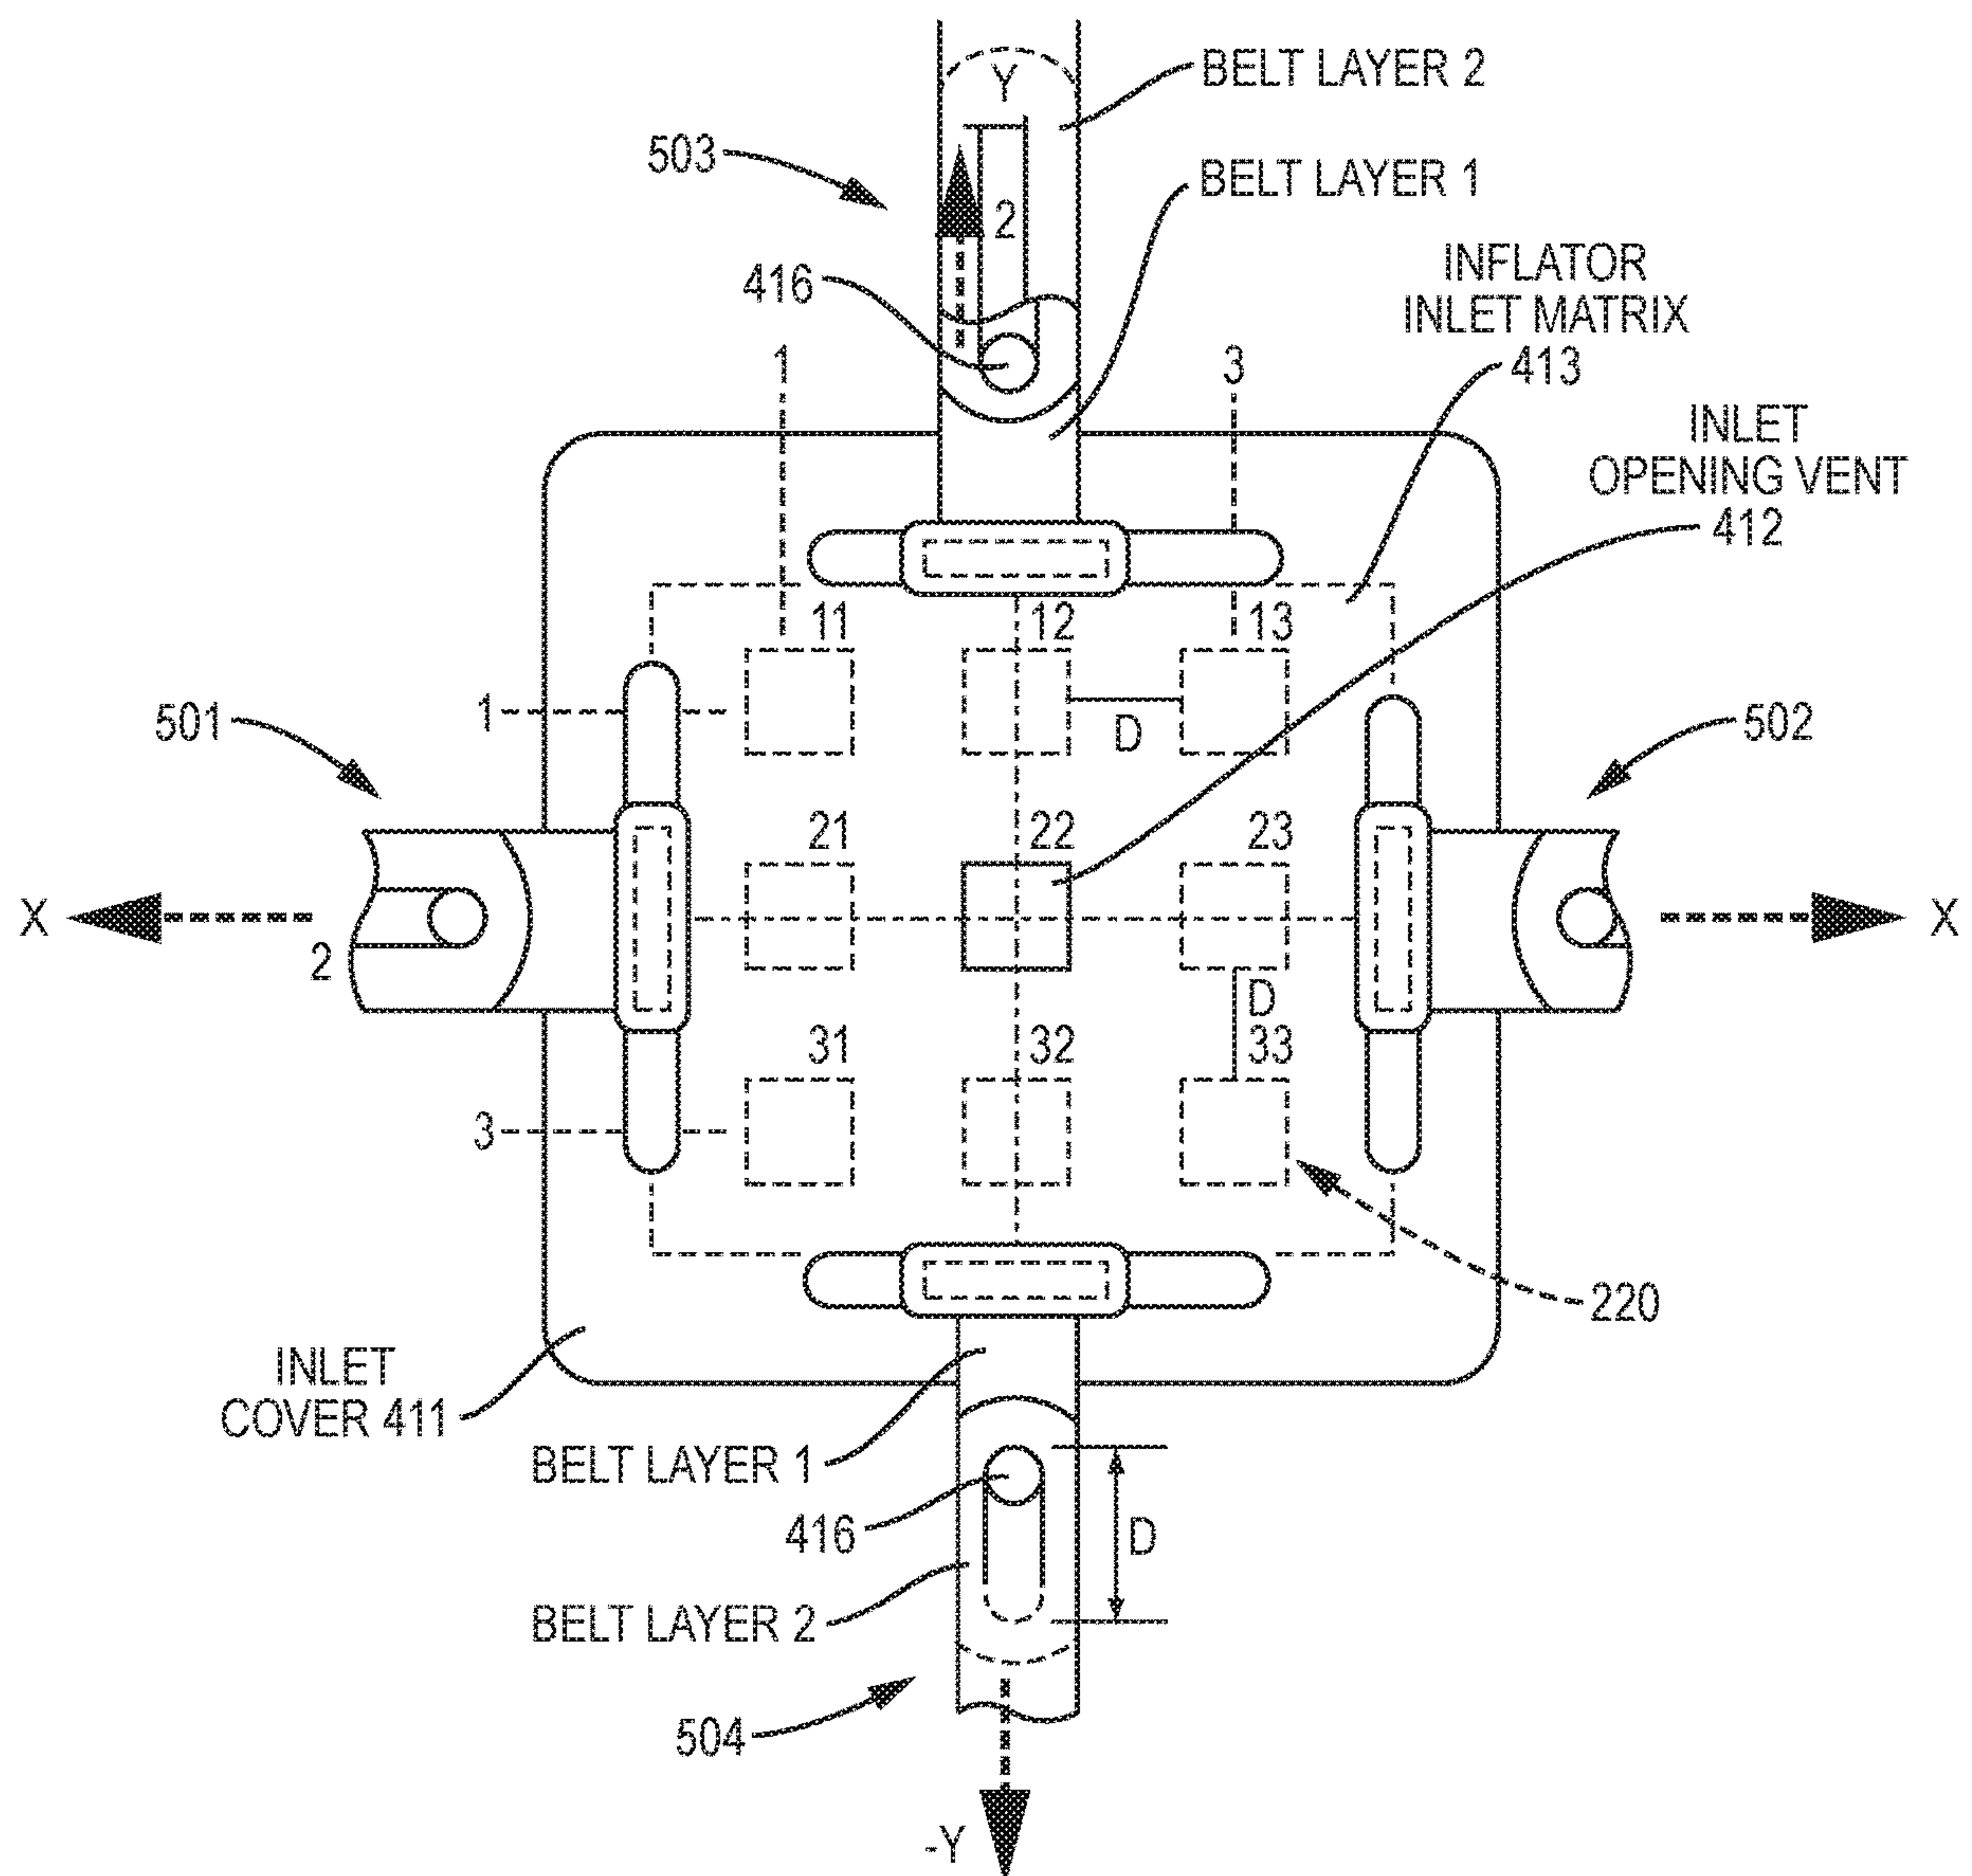 BELT LAYER 2
Y
503
BELT LAYER 1
2
416
INFLATOR
INLET MATRIX
413
1
3
INLET
OPENING VENT
412
11
12
13
1
D
501
502
21
22
23
X
X
2
D
31
32
33
3
220
INLET
COVER 411
BELT LAYER 1
416
D
BELT LAYER 2
504
-Y